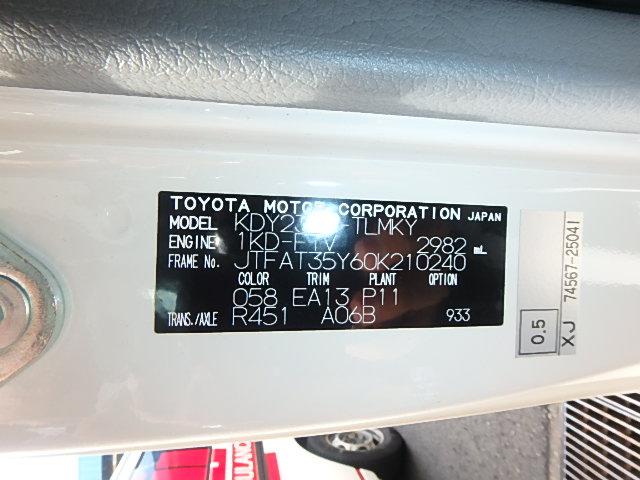 TOYOTA MOTOR CORPORATION JAPAN
MODEL TLMKY
ENGINE 1KD-FTV 2982 mL
FRAME No. JTFAT35Y60K210240
COLOR TRIM PLANT OPTION
058 EA13 P11
TRANS./AXLE R451 A06B 933
0.5
XJ 74567-25041